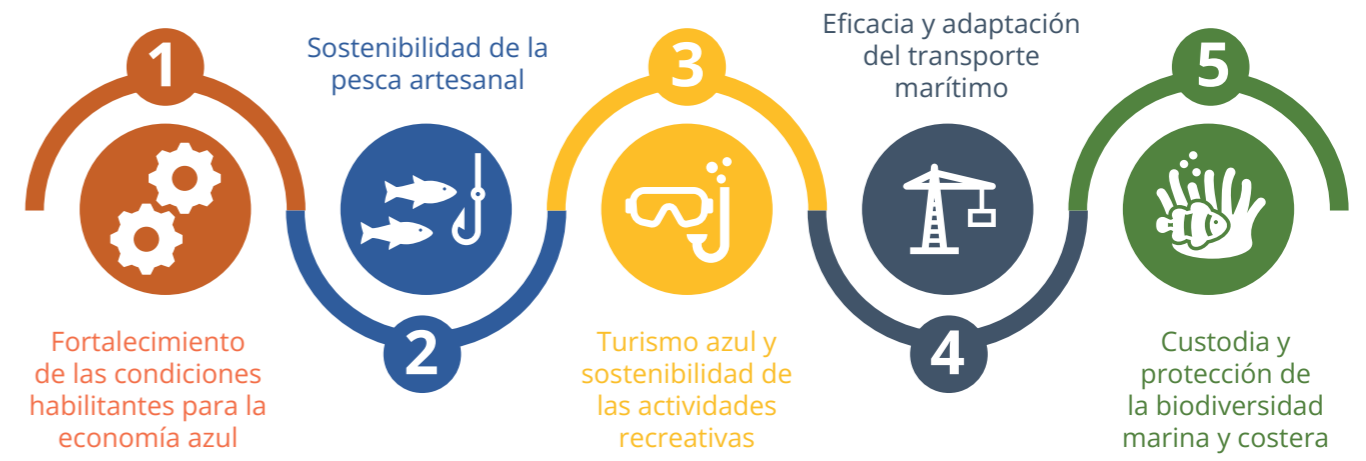 1
Fortalecimiento
de las condiciones
habilitantes para la
economía azul
Sostenibilidad de la
pesca artesanal
2
3
Turismo azul y
sostenibilidad de
las actividades
recreativas
Eficacia y adaptación
del transporte
marítimo
4
5
Custodia y
protección de
la biodiversidad
marina y costera